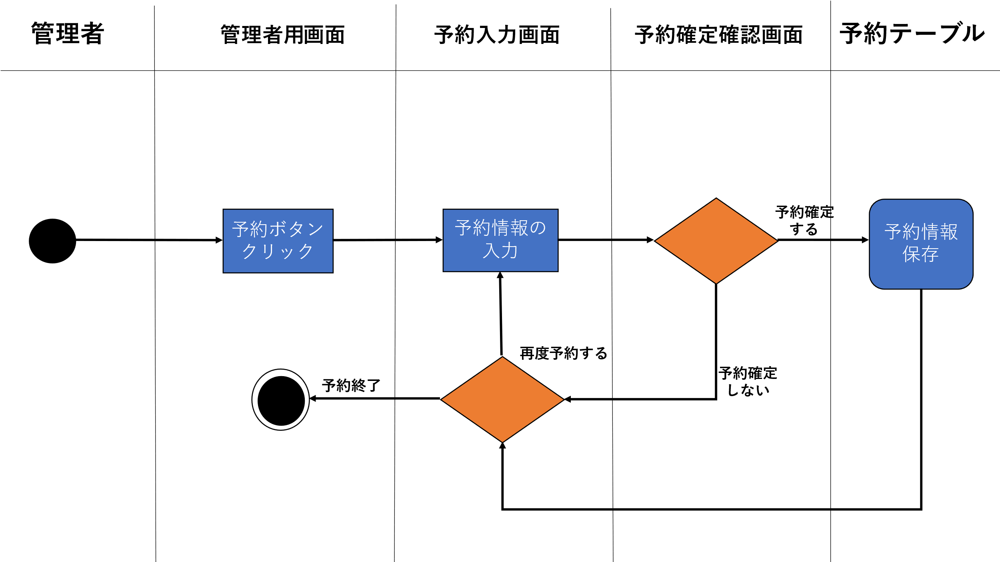 管理者
管理者用画面
予約入力画面
予約確定確認画面
予約テーブル
予約ボタン
クリック
予約情報の
入力
予約確定
する
予約情報
保存
再度予約する
予約終了
予約確定
しない